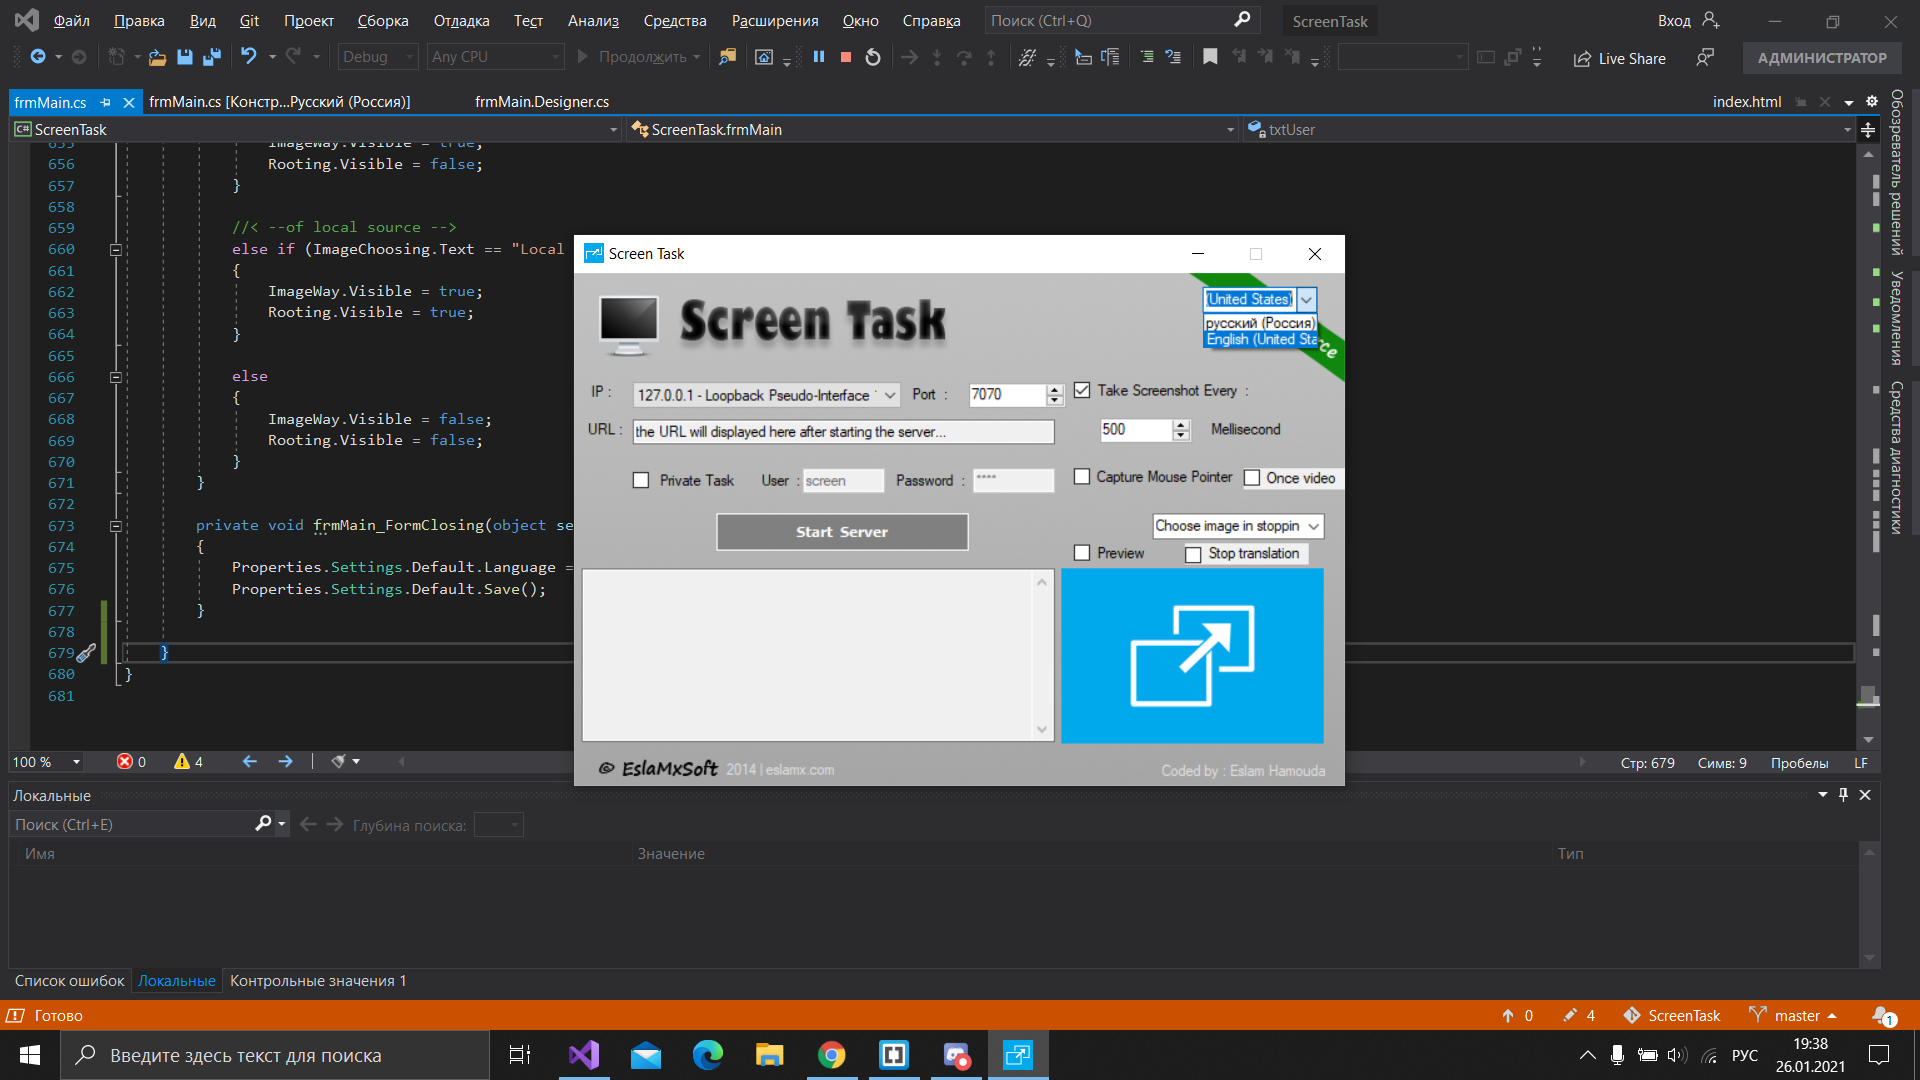 Файл Правка Вид Git Проект Сборка Отладка Тест Анализ Средства Расширения Окно Справка Поиск (Ctrl+Q) ScreenTask Вход
Debug Any CPU Продолжить Live Share АДМИНИСТРАТОР
frmMain.cs frmMain.cs [Констр...Русский (Россия)] frmMain.Designer.cs index.html
C# ScreenTask ScreenTask.frmMain txtUser
655 ImageWay.Visible = true;
656 Rooting.Visible = false;
657 }
658
659 //< --of local source -->
660 else if (ImageChoosing.Text == "Local
661 {
662 ImageWay.Visible = true;
663 Rooting.Visible = true;
664 }
665
666 else
667 {
668 ImageWay.Visible = false;
669 Rooting.Visible = false;
670 }
671 }
672
673 private void frmMain_FormClosing(object se
674 {
675 Properties.Settings.Default.Language =
676 Properties.Settings.Default.Save();
677 }
678
679 }
680 }
681
Обозреватель решений
Уведомления
Средства диагностики
Screen Task
Screen Task
(United States)
русский (Россия)
English (United Sta
rce
IP : 127.0.0.1 - Loopback Pseudo-Interface Port : 7070 Take Screenshot Every :
URL : the URL will displayed here after starting the server... 500 Mellisecond
Private Task User : screen Password : **** Capture Mouse Pointer Once video
Start Server Choose image in stoppin
Preview Stop translation
© EslaMxSoft 2014 | eslamx.com Coded by : Eslam Hamouda
100 % 0 4 Стр: 679 Симв: 9 Пробелы LF
Локальные
Поиск (Ctrl+E) Глубина поиска:
Имя Значение Тип
Список ошибок Локальные Контрольные значения 1
Готово 0 4 ScreenTask master 1
Введите здесь текст для поиска РУС 19:38
26.01.2021